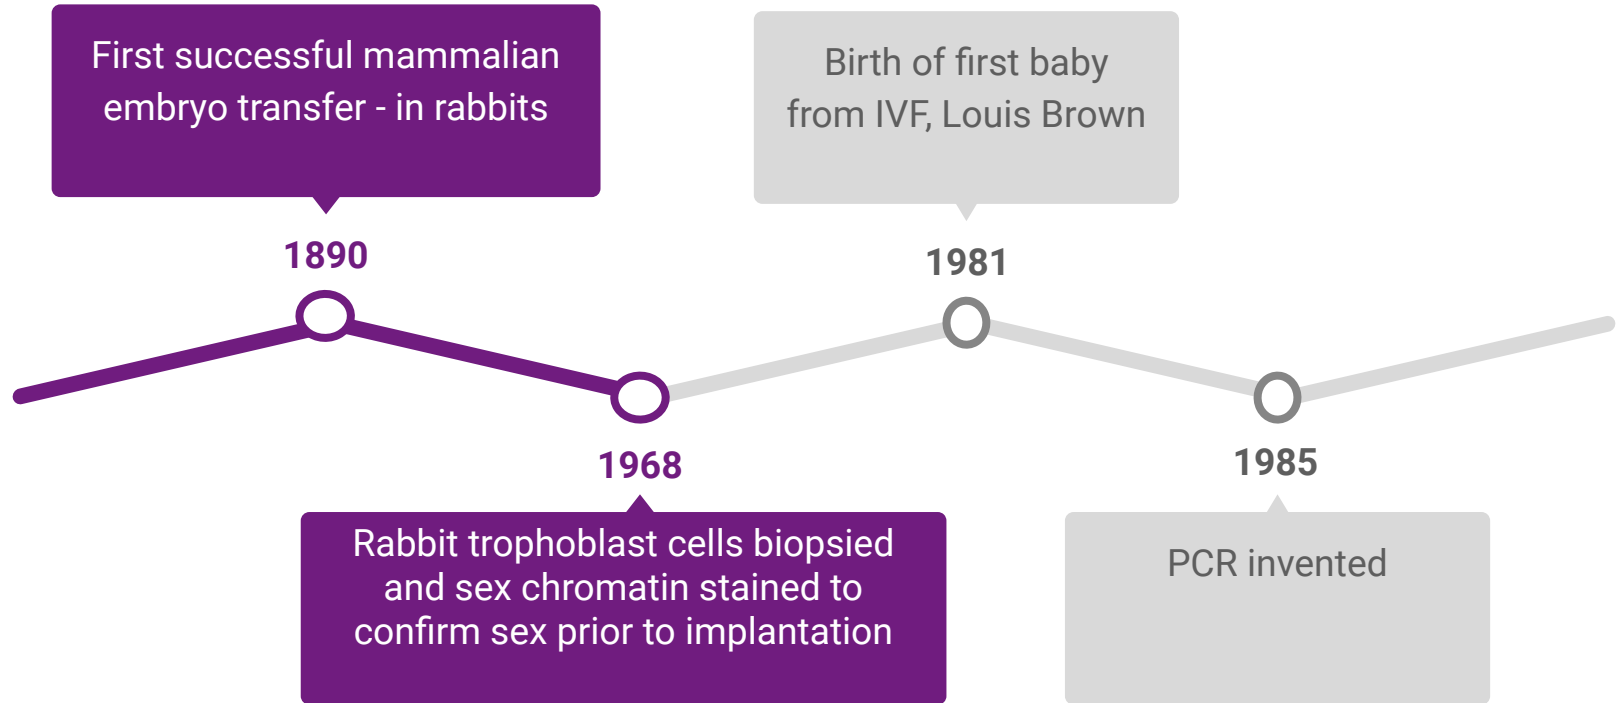 First successful mammalian
embryo transfer - in rabbits
1890
1968
Rabbit trophoblast cells biopsied
and sex chromatin stained to
confirm sex prior to implantation
Birth of first baby
from IVF, Louis Brown
1981
1985
PCR invented